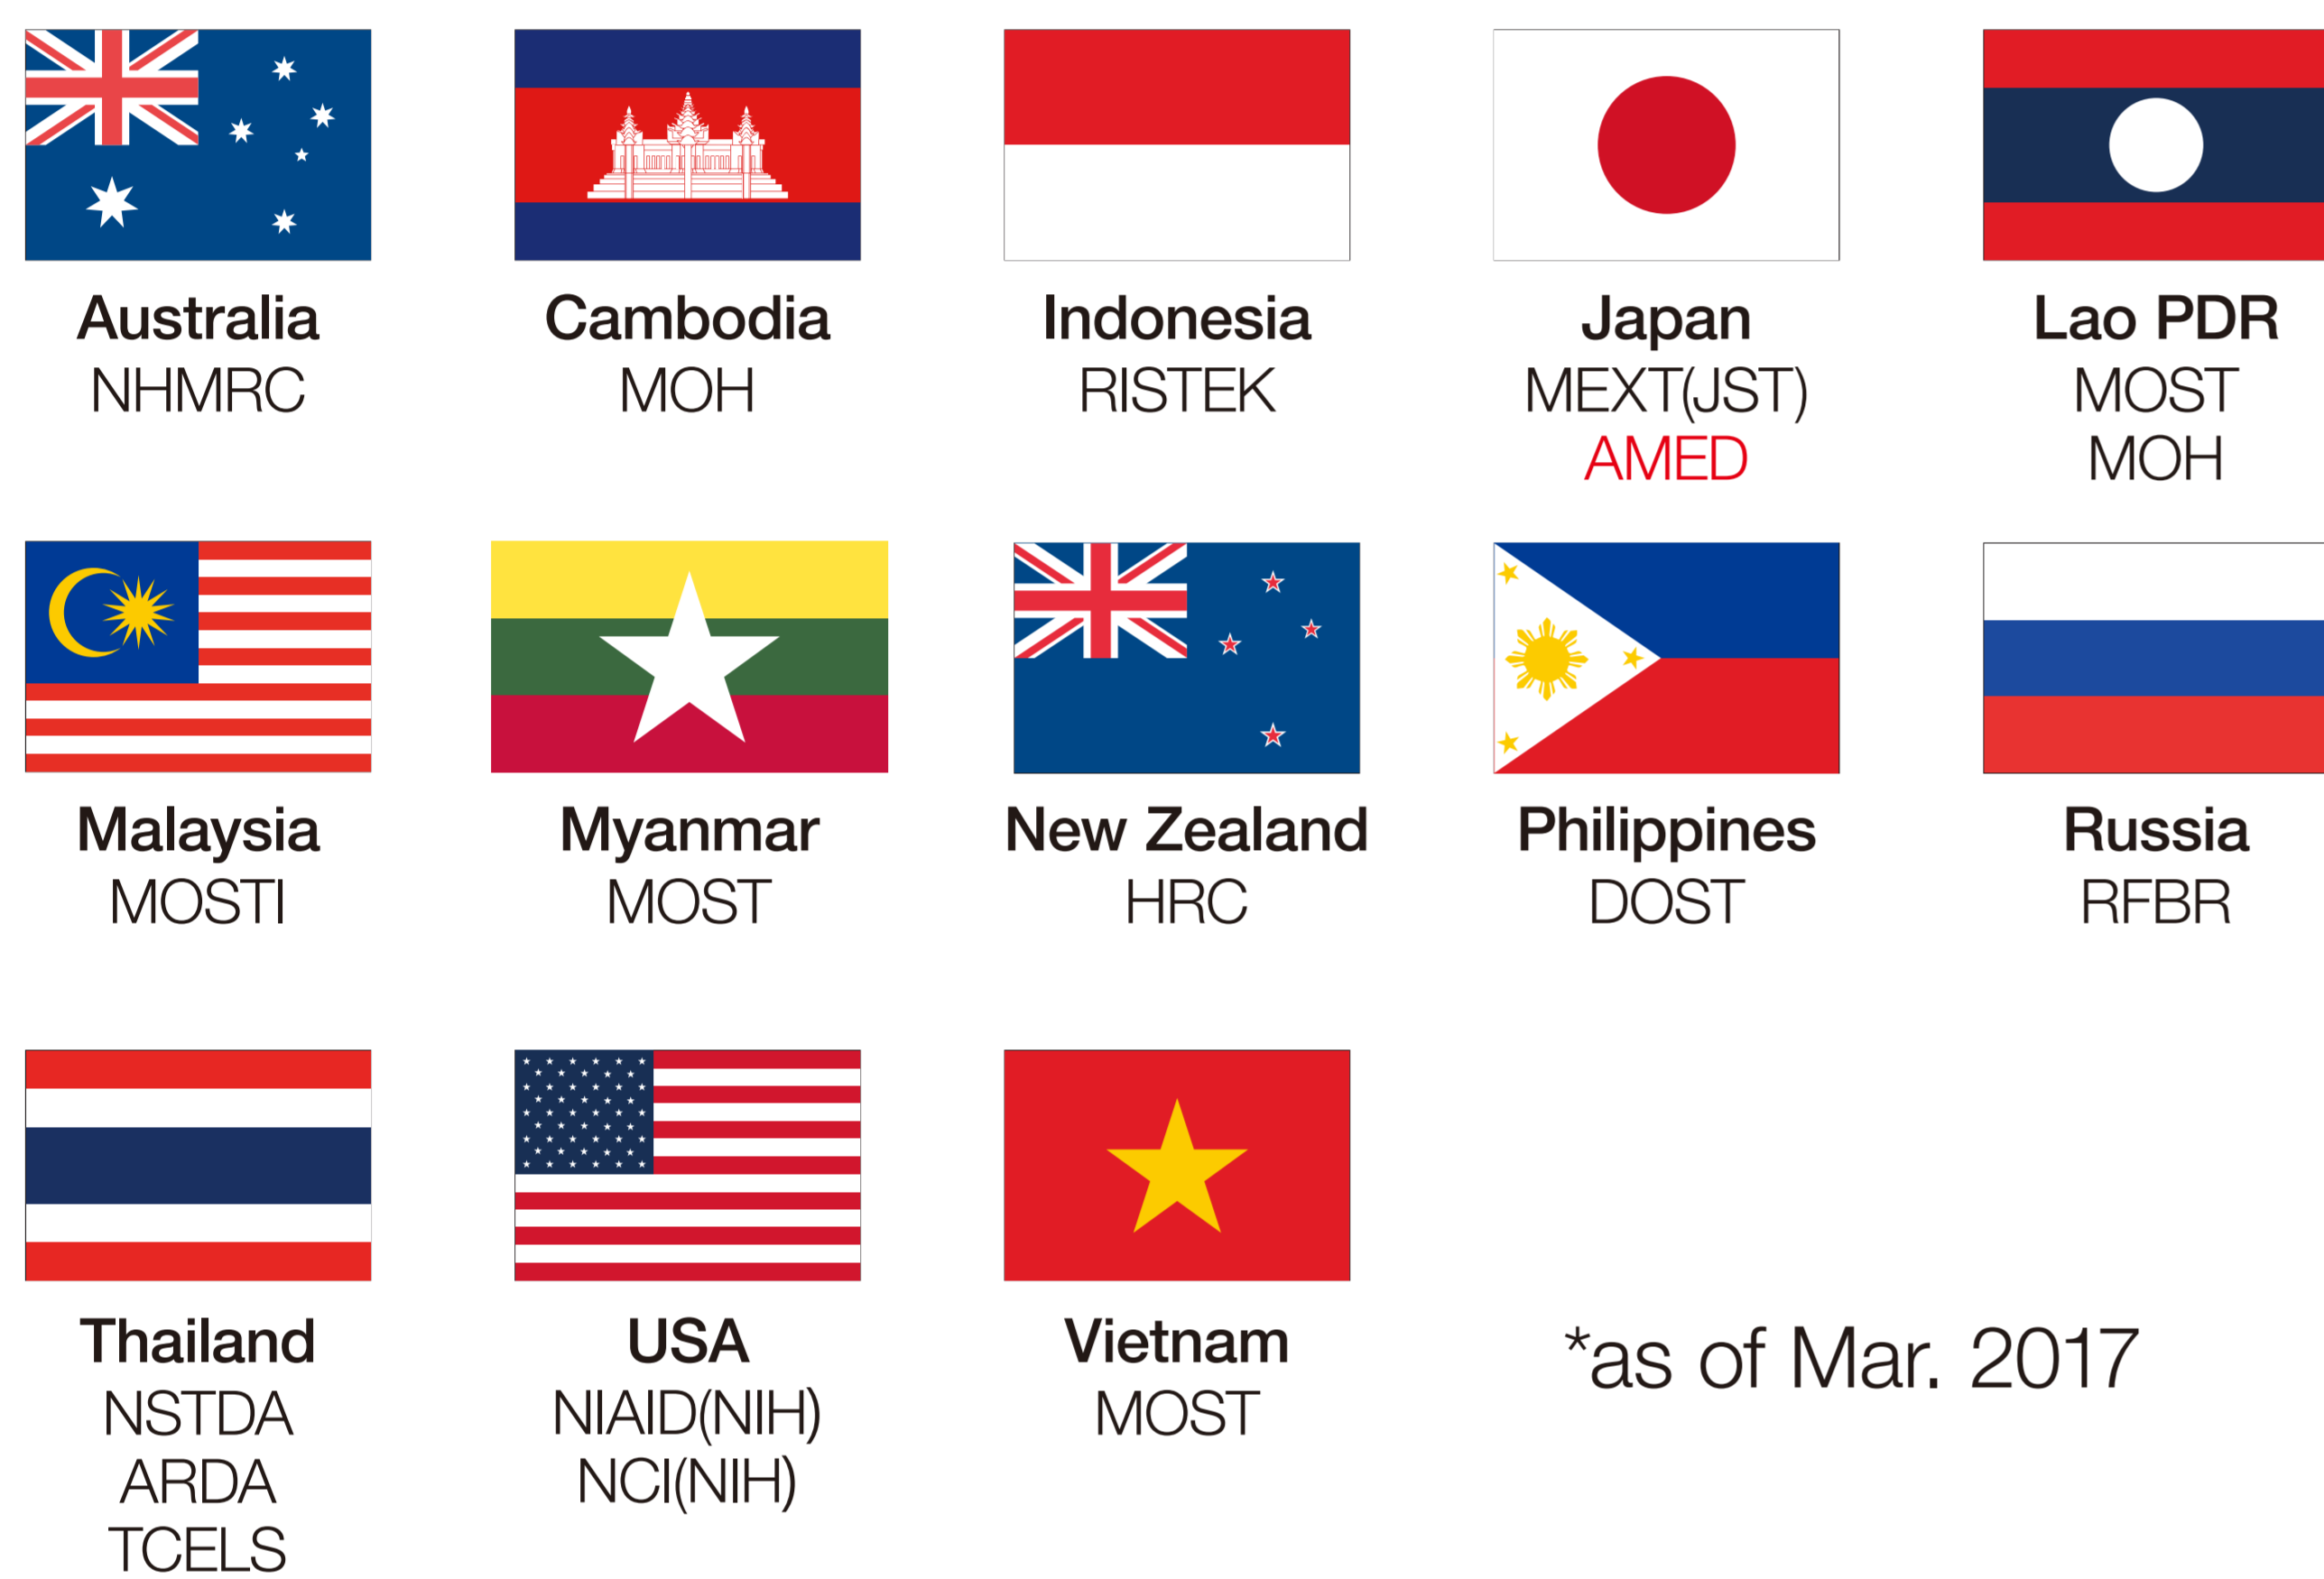 Australia
NHMRC
Cambodia
MOH
Indonesia
RISTEK
Japan
MEXT(JST)
AMED
Lao PDR
MOST
MOH
Malaysia
MOSTI
Myanmar
MOST
New Zealand
HRC
Philippines
DOST
Russia
RFBR
Thailand
NSTDA
ARDA
TCELS
USA
NIAID(NIH)
NCI(NIH)
Vietnam
MOST
*as of Mar. 2017